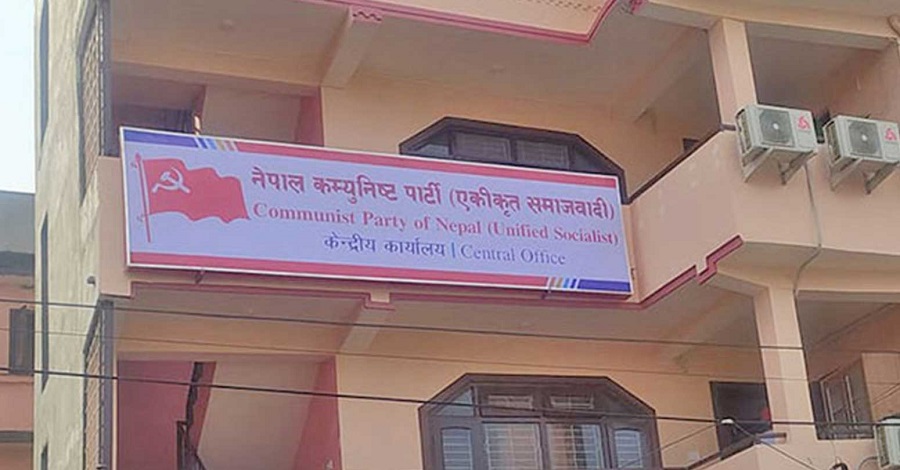 नेपाल कम्युनिष्ट पार्टी (एकीकृत समाजवादी)
Communist Party of Nepal (Unified Socialist)
केन्द्रीय कार्यालय | Central Office